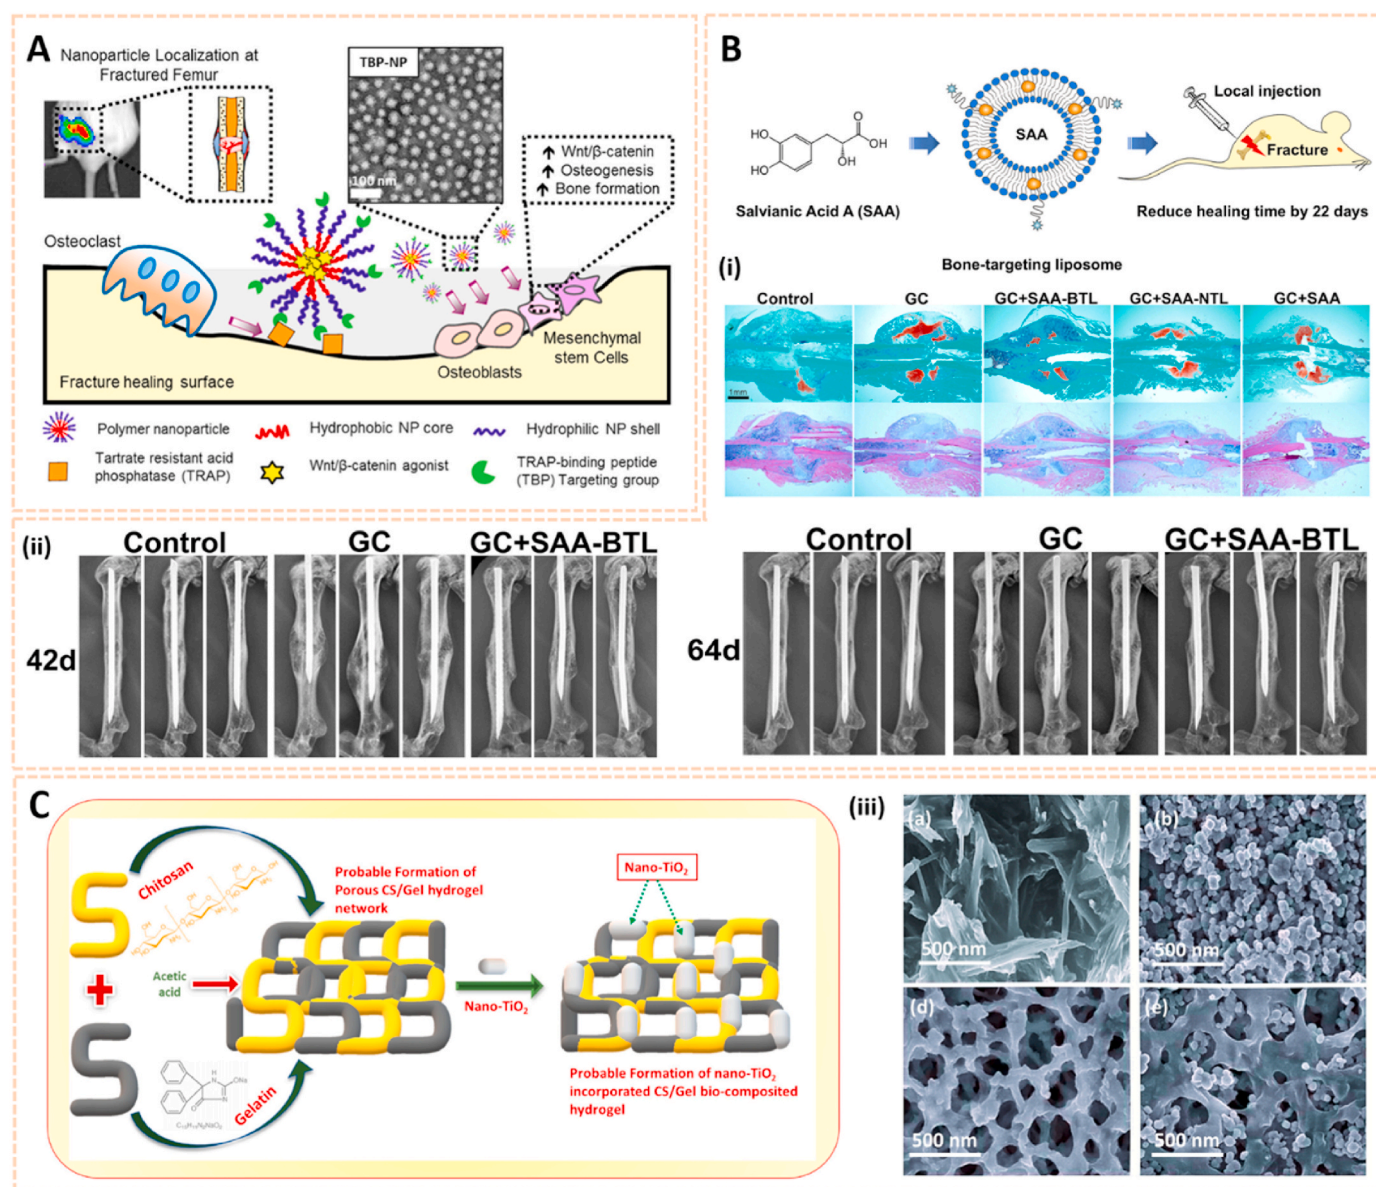 A
Nanoparticle Localization at
Fractured Femur
TBP-NP
100 nm
↑ Wnt/β-catenin
↑ Osteogenesis
↑ Bone formation
Osteoclast
Mesenchymal
stem Cells
Osteoblasts
Fracture healing surface
Polymer nanoparticle
Hydrophobic NP core
Hydrophilic NP shell
Tartrate resistant acid
phosphatase (TRAP)
Wnt/β-catenin agonist
TRAP-binding peptide
(TBP) Targeting group
B
HO
HO
O
OH
OH
Salvianic Acid A (SAA)
SAA
Local injection
Fracture
Reduce healing time by 22 days
(i)
Bone-targeting liposome
Control
GC
GC+SAA-BTL
GC+SAA-NTL
GC+SAA
1mm
(ii)
Control
GC
GC+SAA-BTL
42d
Control
GC
GC+SAA-BTL
64d
C
Chitosan
Acetic
acid
Gelatin
Probable Formation of
Porous CS/Gel hydrogel
network
Nano-TiO₂
Nano-TiO₂
Probable Formation of nano-TiO₂
incorporated CS/Gel bio-composited
hydrogel
(iii)
(a)
500 nm
(b)
500 nm
(d)
500 nm
(e)
500 nm